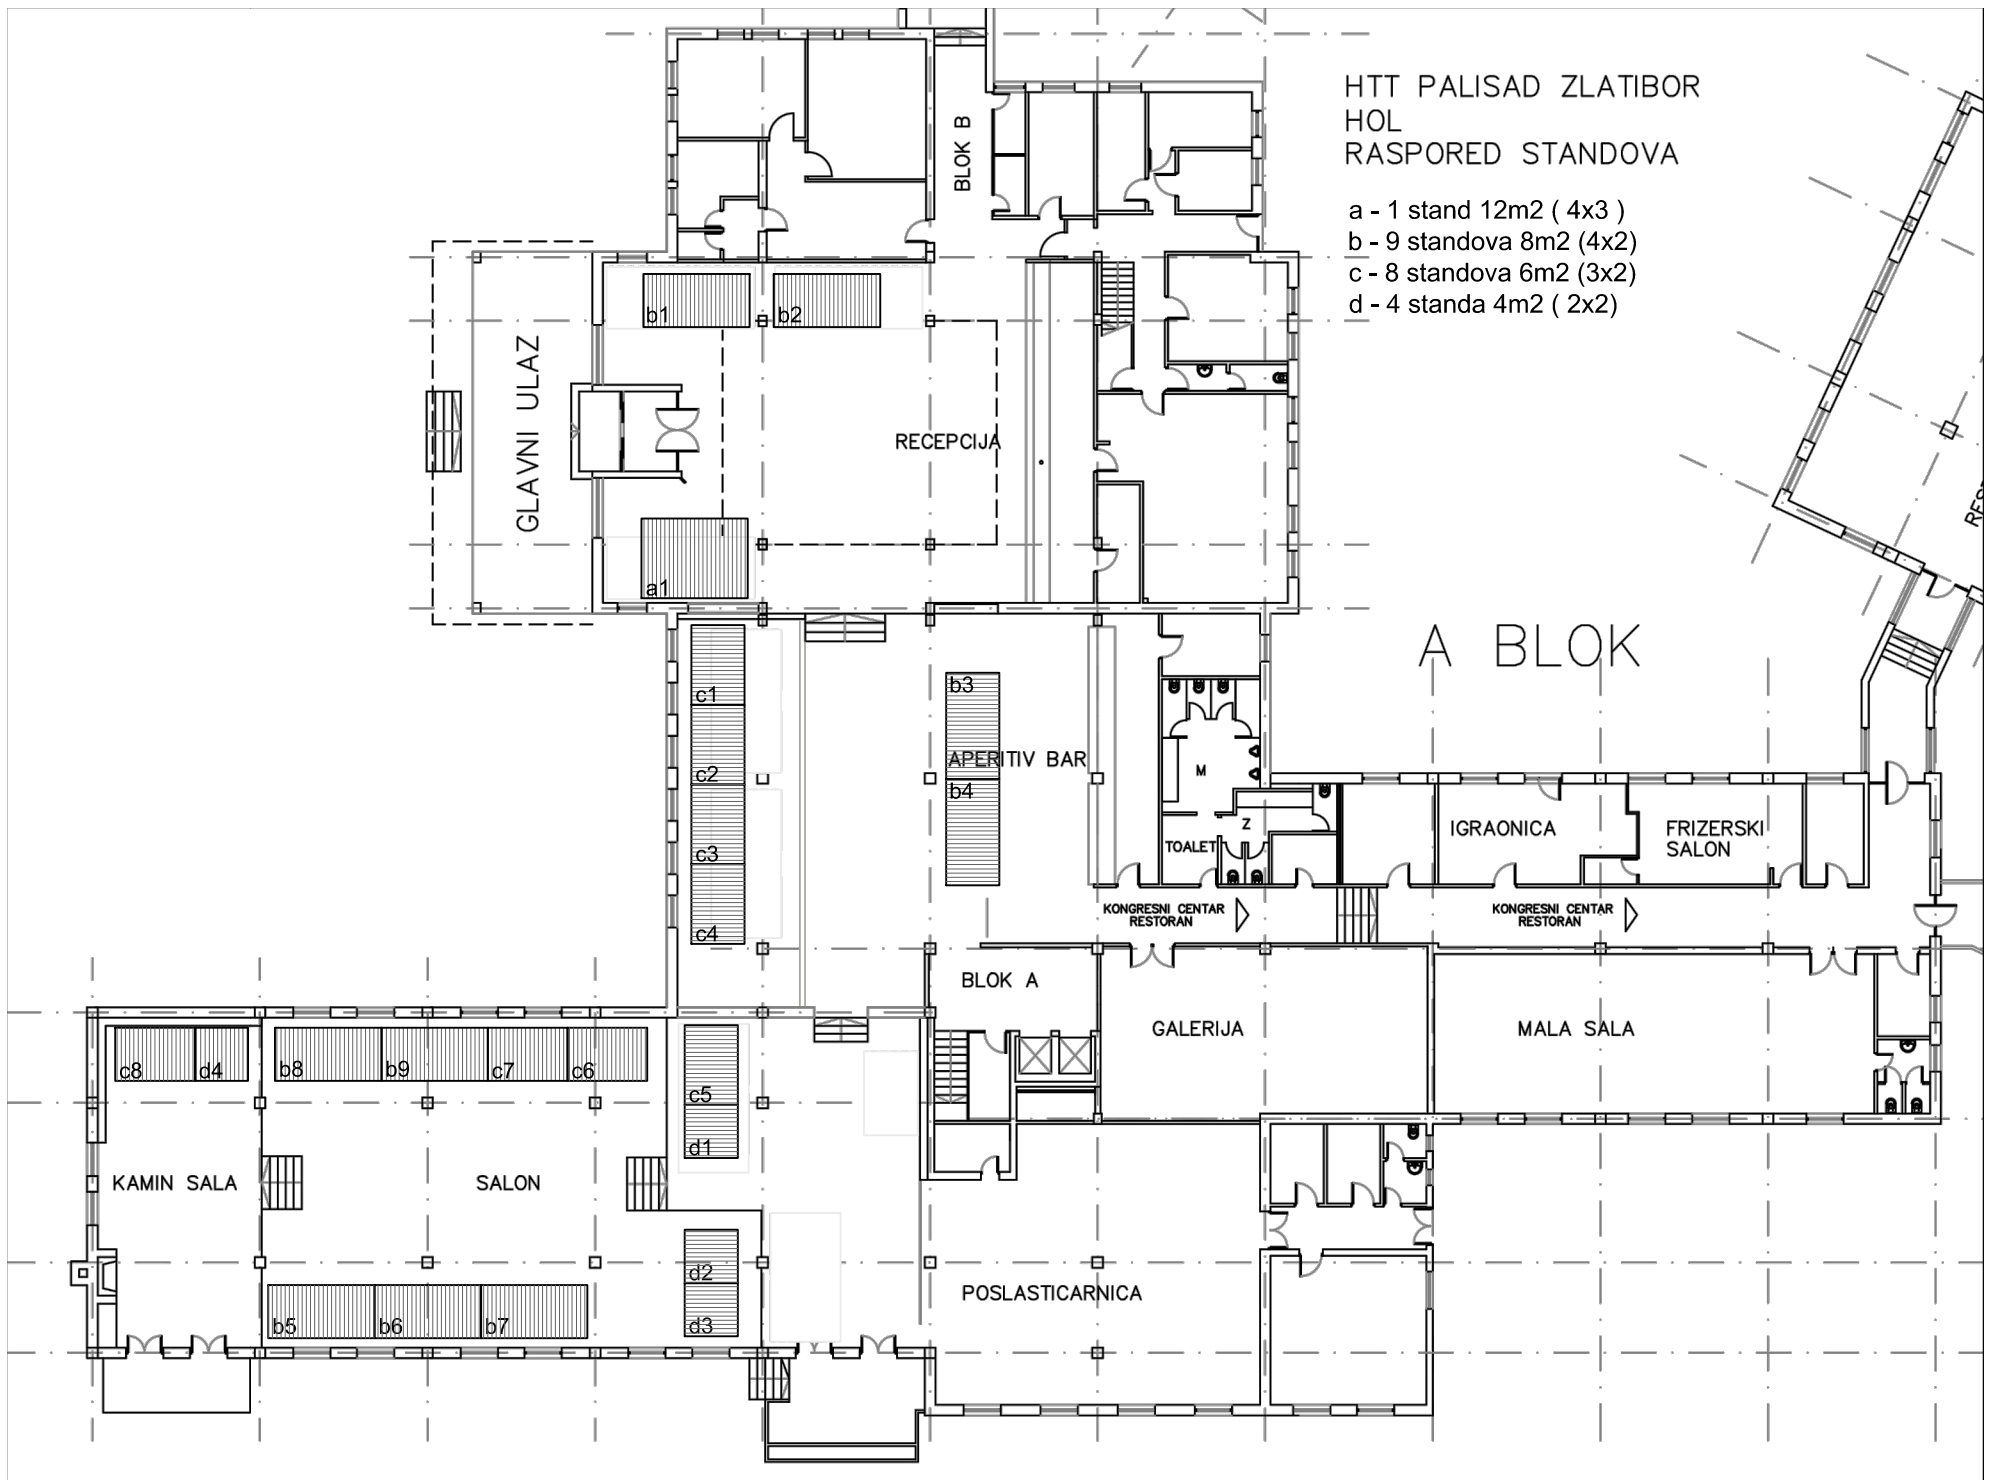 HTT PALISAD ZLATIBOR
HOL
RASPORED STANDOVA
a - 1 stand 12m2 ( 4x3 )
b - 9 standova 8m2 (4x2)
c - 8 standova 6m2 (3x2)
d - 4 standa 4m2 ( 2x2)
BLOK B
b1
b2
GLAVNI ULAZ
RECEPCIJA
a1
A BLOK
c1
b3
c2
APERITIV BAR
b4
M
Z
TOALET
IGRAONICA
FRIZERSKI
SALON
c3
c4
KONGRESNI CENTAR
RESTORAN
KONGRESNI CENTAR
RESTORAN
BLOK A
GALERIJA
MALA SALA
c8
d4
b8
b9
c7
c6
c5
d1
KAMIN SALA
SALON
d2
d3
b5
b6
b7
POSLASTICARNICA